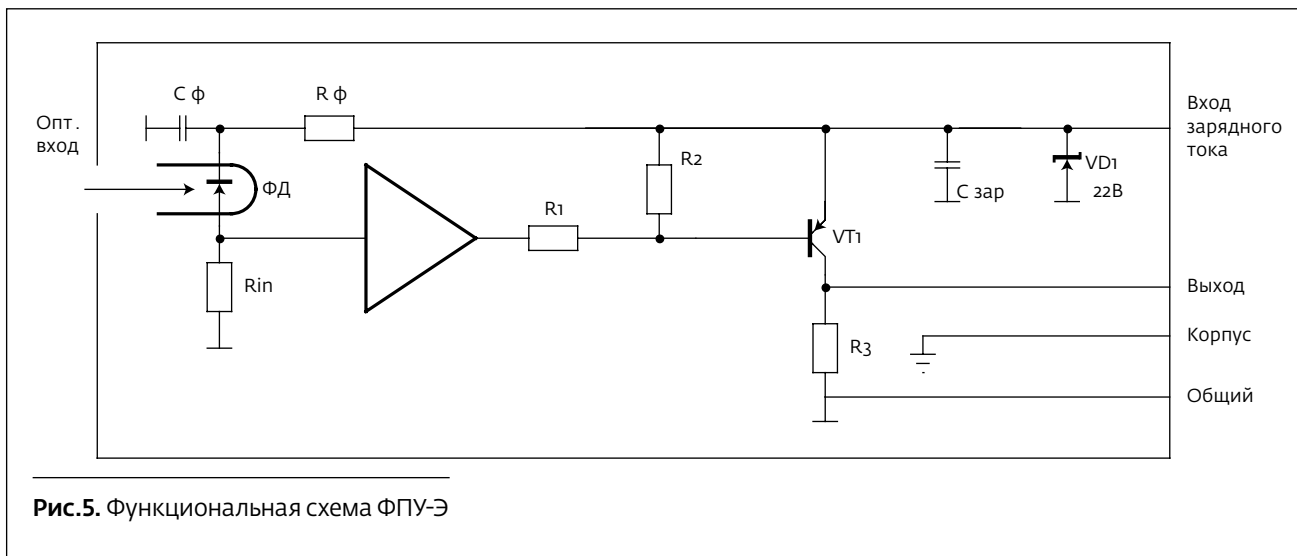 С ф
R ф
Опт.
вход
ФД
Rin
R1
R2
VT1
R3
С зар
VD1
22В
Вход
зарядного
тока
Выход
Корпус
Общий
Рис.5. Функциональная схема ФПУ-Э